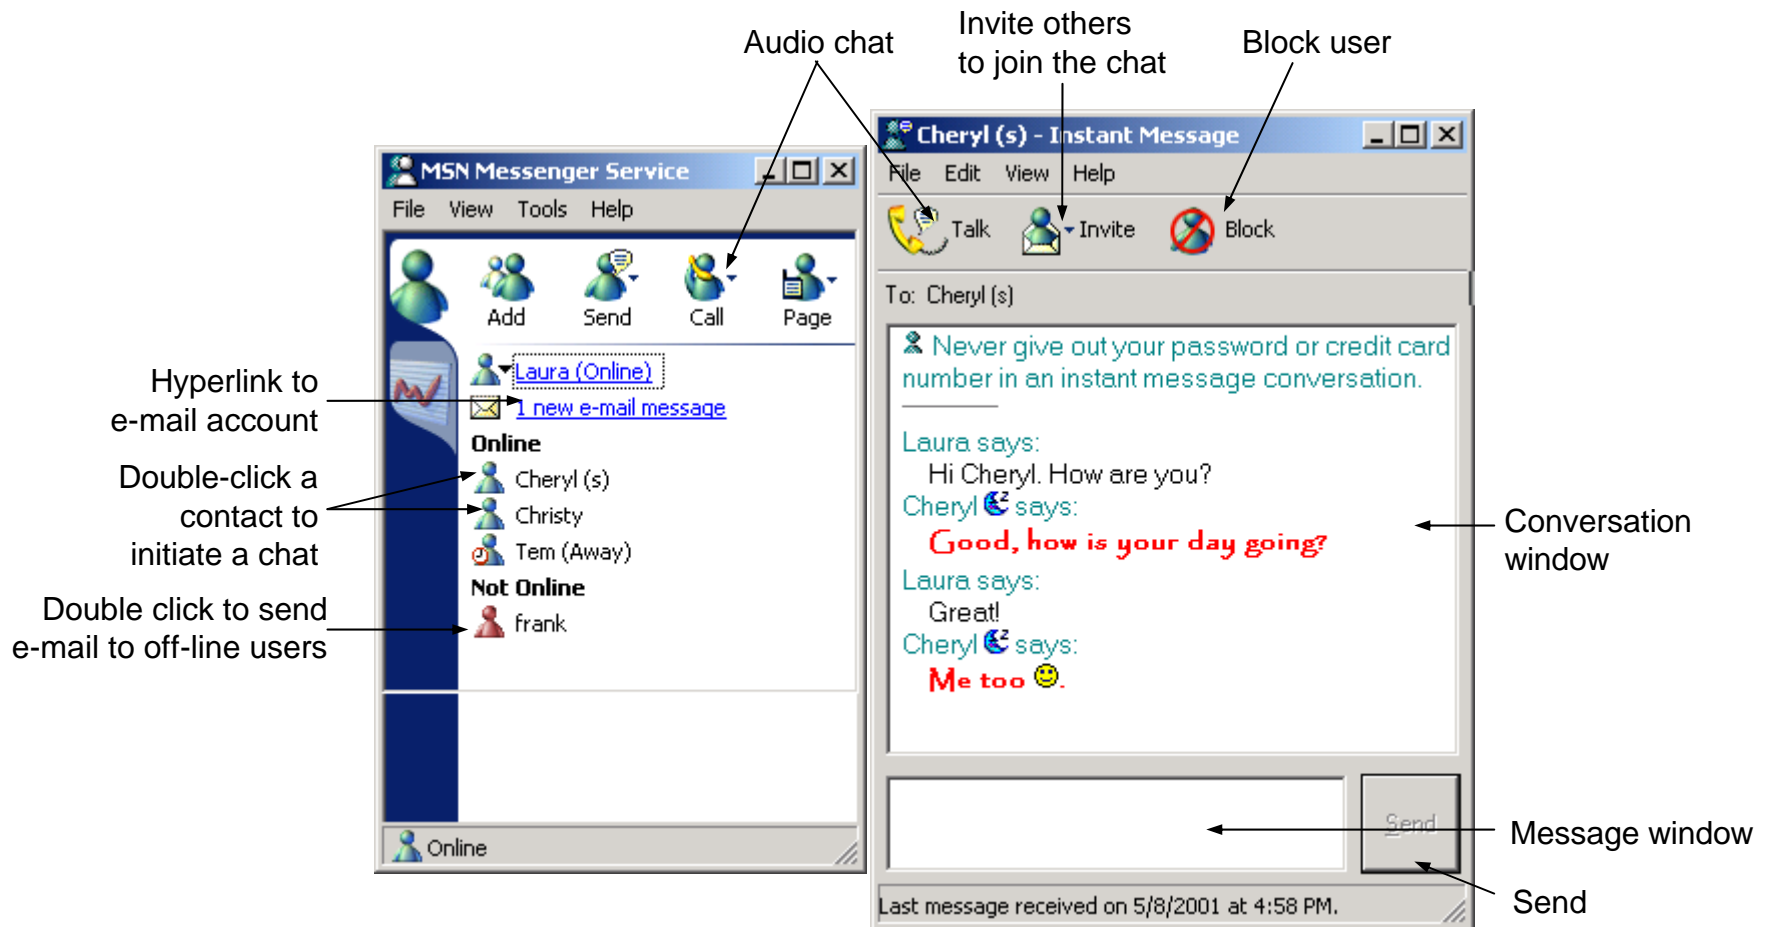 Audio chat
Invite others
to join the chat
Block user
Hyperlink to
e-mail account
Double-click a
contact to
initiate a chat
Double click to send
e-mail to off-line users
MSN Messenger Service
File View Tools Help
Add Send Call Page
Laura (Online)
1 new e-mail message
Online
Cheryl (s)
Christy
Tem (Away)
Not Online
frank
Online
Cheryl (s) - Instant Message
File Edit View Help
Talk Invite Block
To: Cheryl (s)
Never give out your password or credit card
number in an instant message conversation.
Laura says:
Hi Cheryl. How are you?
Cheryl says:
Good, how is your day going?
Laura says:
Great!
Cheryl says:
Me too .
Send
Last message received on 5/8/2001 at 4:58 PM.
Conversation
window
Message window
Send